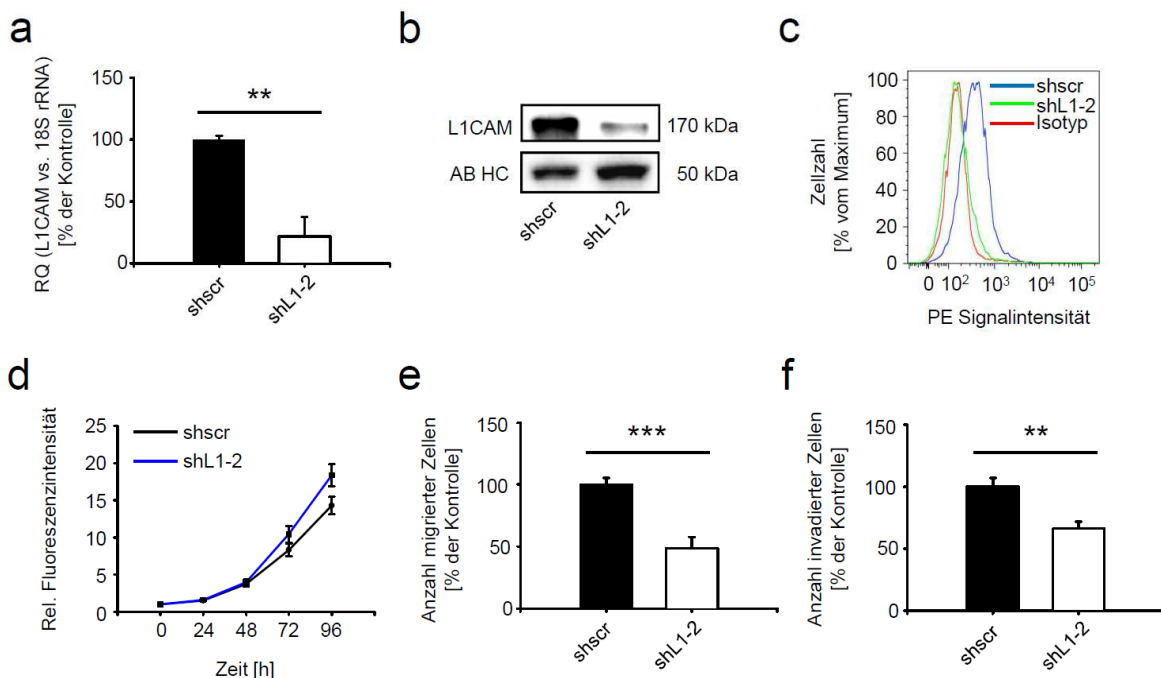 a
RQ (L1CAM vs. 18S rRNA)
[% der Kontrolle]
150
100
50
0
**
shscr
shL1-2
b
L1CAM
170 kDa
AB HC
50 kDa
shscr
shL1-2
c
Zellzahl
[% vom Maximum]
100
80
60
40
20
0
shscr
shL1-2
Isotyp
0 10² 10³ 10⁴ 10⁵
PE Signalintensität
d
Rel. Fluoreszenzintensität
25
20
15
10
5
0
shscr
shL1-2
0 24 48 72 96
Zeit [h]
e
Anzahl migrierter Zellen
[% der Kontrolle]
150
100
50
0
***
shscr
shL1-2
f
Anzahl invadierter Zellen
[% der Kontrolle]
150
100
50
0
**
shscr
shL1-2